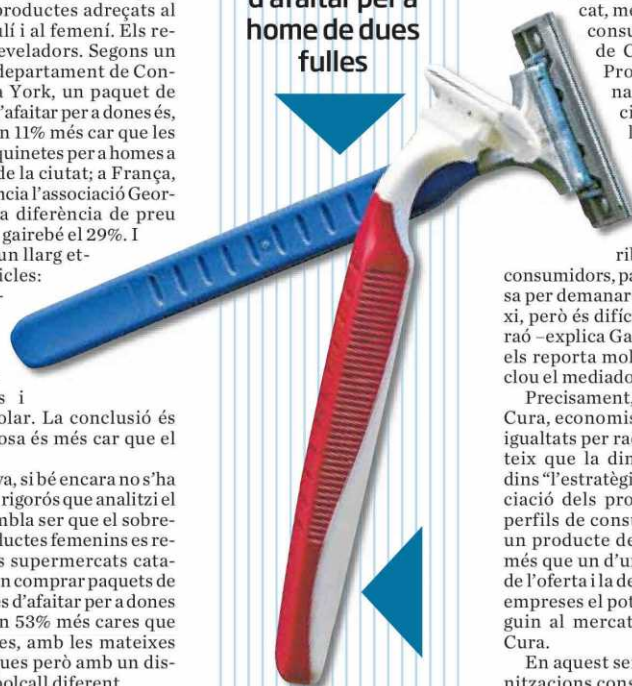 productes adreçats al
lí i al femení. Els re-
eveladors. Segons un
departament de Con-
a York, un paquet de
d'afaitar per a dones és,
n 11% més car que les
quinetes per a homes a
de la ciutat; a França,
ncia l'associació Geor-
a diferència de preu
gairebé el 29%. I
un llarg et-
icles:
s i
olar. La conclusió és
osa és més car que el
va, si bé encara no s'ha
rigorós que analitzi el
mbla ser que el sobre-
ductes femenins es re-
s supermercats cata-
n comprar paquets de
es d'afaitar per a dones
n 53% més cares que
es, amb les mateixes
ques però amb un dis-
bolcall diferent
d'afaitar per a
home de dues
fulles
cat, me
consu
de C
Pro
na
ci
l
rib
consumidors, pa
sa per demanar
xi, però és difíc
raó –explica Ga
els reporta mol
clou el mediado
Precisament,
Cura, economis
igualtats per ra
teix que la din
dins “l'estratègi
ciació dels pro
perfils de consu
un producte de
més que un d'u
de l'oferta i la de
empreses el pot
guin al mercat
Cura.
En aquest se
nitzacions cons